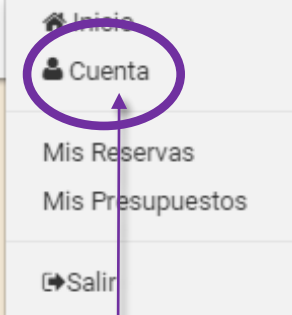 Inicio
Cuenta
Mis Reservas
Mis Presupuestos
Salir